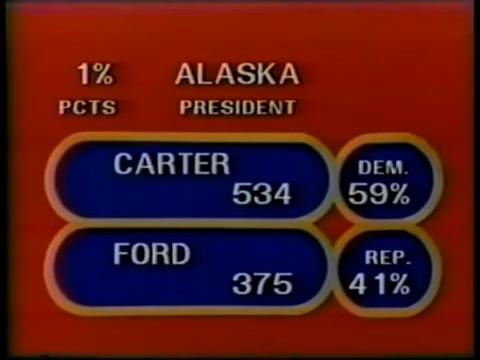 1% ALASKA
PCTS PRESIDENT
CARTER DEM.
534 59%
FORD REP.
375 41%